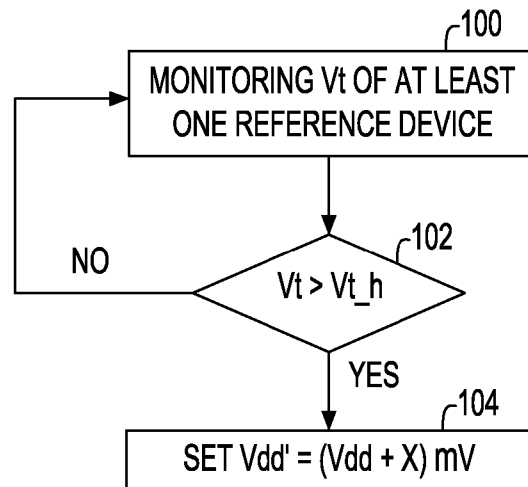 100
MONITORING Vt OF AT LEAST
ONE REFERENCE DEVICE
102
NO
Vt > Vt_h
YES
104
SET Vdd' = (Vdd + X) mV